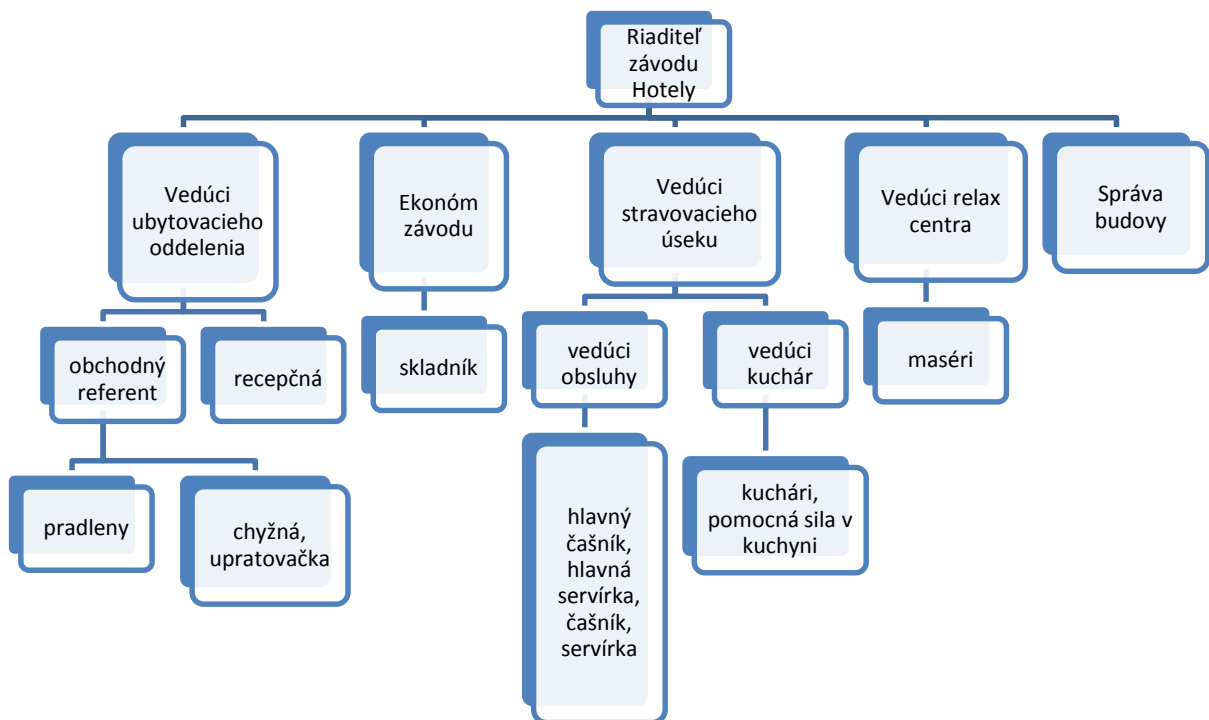 Riaditeľ
závodu
Hotely
Vedúci
ubytovacieho
oddelenia
Ekonóm
závodu
Vedúci
stravovacieho
úseku
Vedúci relax
centra
Správa
budovy
obchodný
referent
recepčná
skladník
vedúci
obsluhy
vedúci
kuchár
maséri
pradleny
chyžná,
upratovačka
hlavný
čašník,
hlavná
servírka,
čašník,
servírka
kuchári,
pomocná sila v
kuchyni